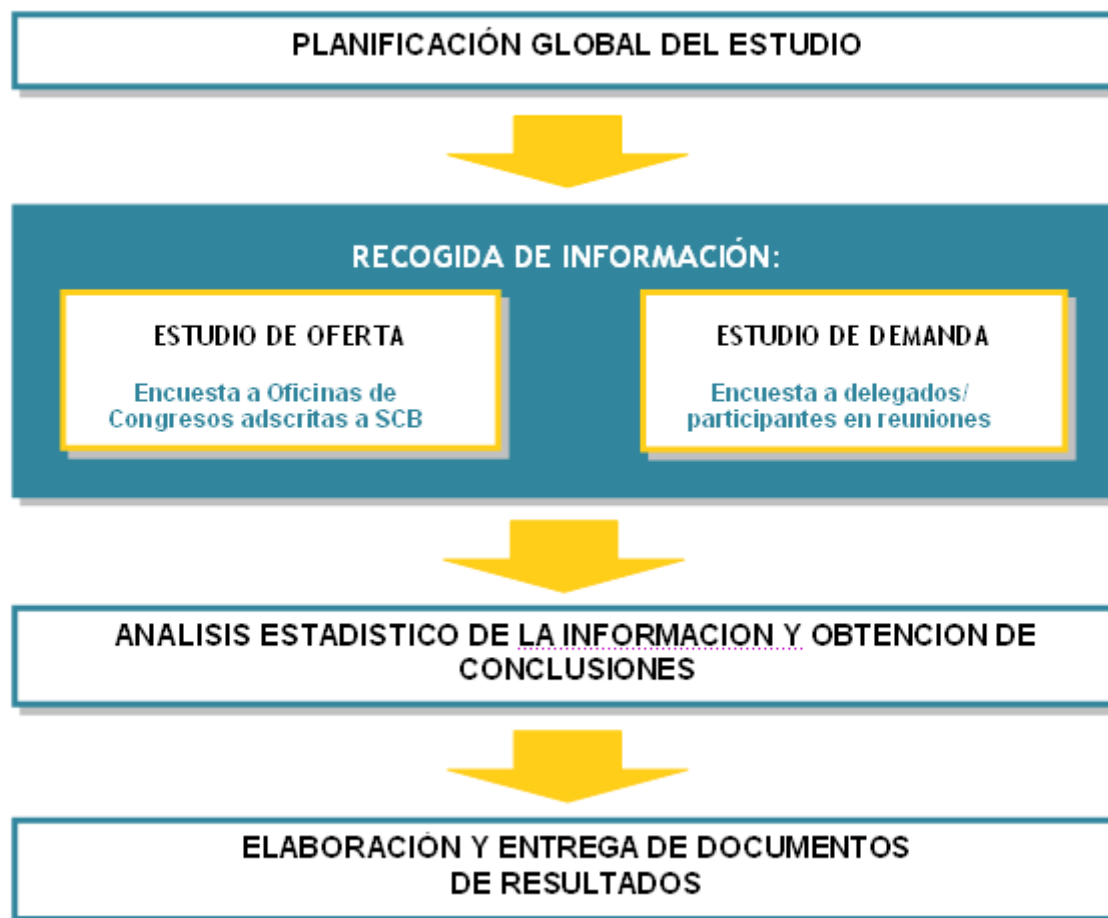 PLANIFICACIÓN GLOBAL DEL ESTUDIO
RECOGIDA DE INFORMACIÓN:
ESTUDIO DE OFERTA
Encuesta a Oficinas de
Congresos adscritas a SCB
ESTUDIO DE DEMANDA
Encuesta a delegados/
participantes en reuniones
ANALISIS ESTADISTICO DE LA INFORMACION Y OBTENCION DE
CONCLUSIONES
ELABORACIÓN Y ENTREGA DE DOCUMENTOS
DE RESULTADOS